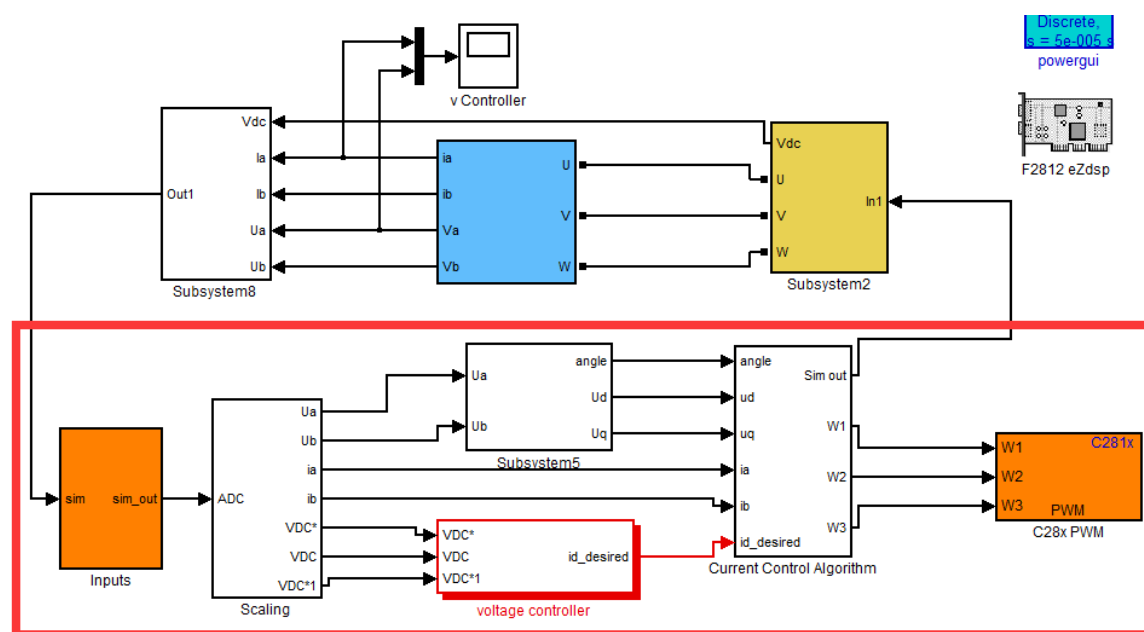 Discrete,
s = 5e-005 s
powergui
v Controller
F2812 eZdsp
Vdc
Ia
Ib
Ua
Ub
Out1
Subsystem8
ia
ib
Va
Vb
U
V
W
Vdc
U
V
W
In1
Subsystem2
sim
sim_out
Inputs
ADC
Ua
Ub
ia
ib
VDC*
VDC
VDC*1
Scaling
Ua
Ub
angle
Ud
Uq
Subsystem5
VDC*
VDC
VDC*1
id_desired
voltage controller
angle
ud
uq
ia
ib
id_desired
Sim out
W1
W2
W3
Current Control Algorithm
W1
W2
W3
C281x
PWM
C28x PWM